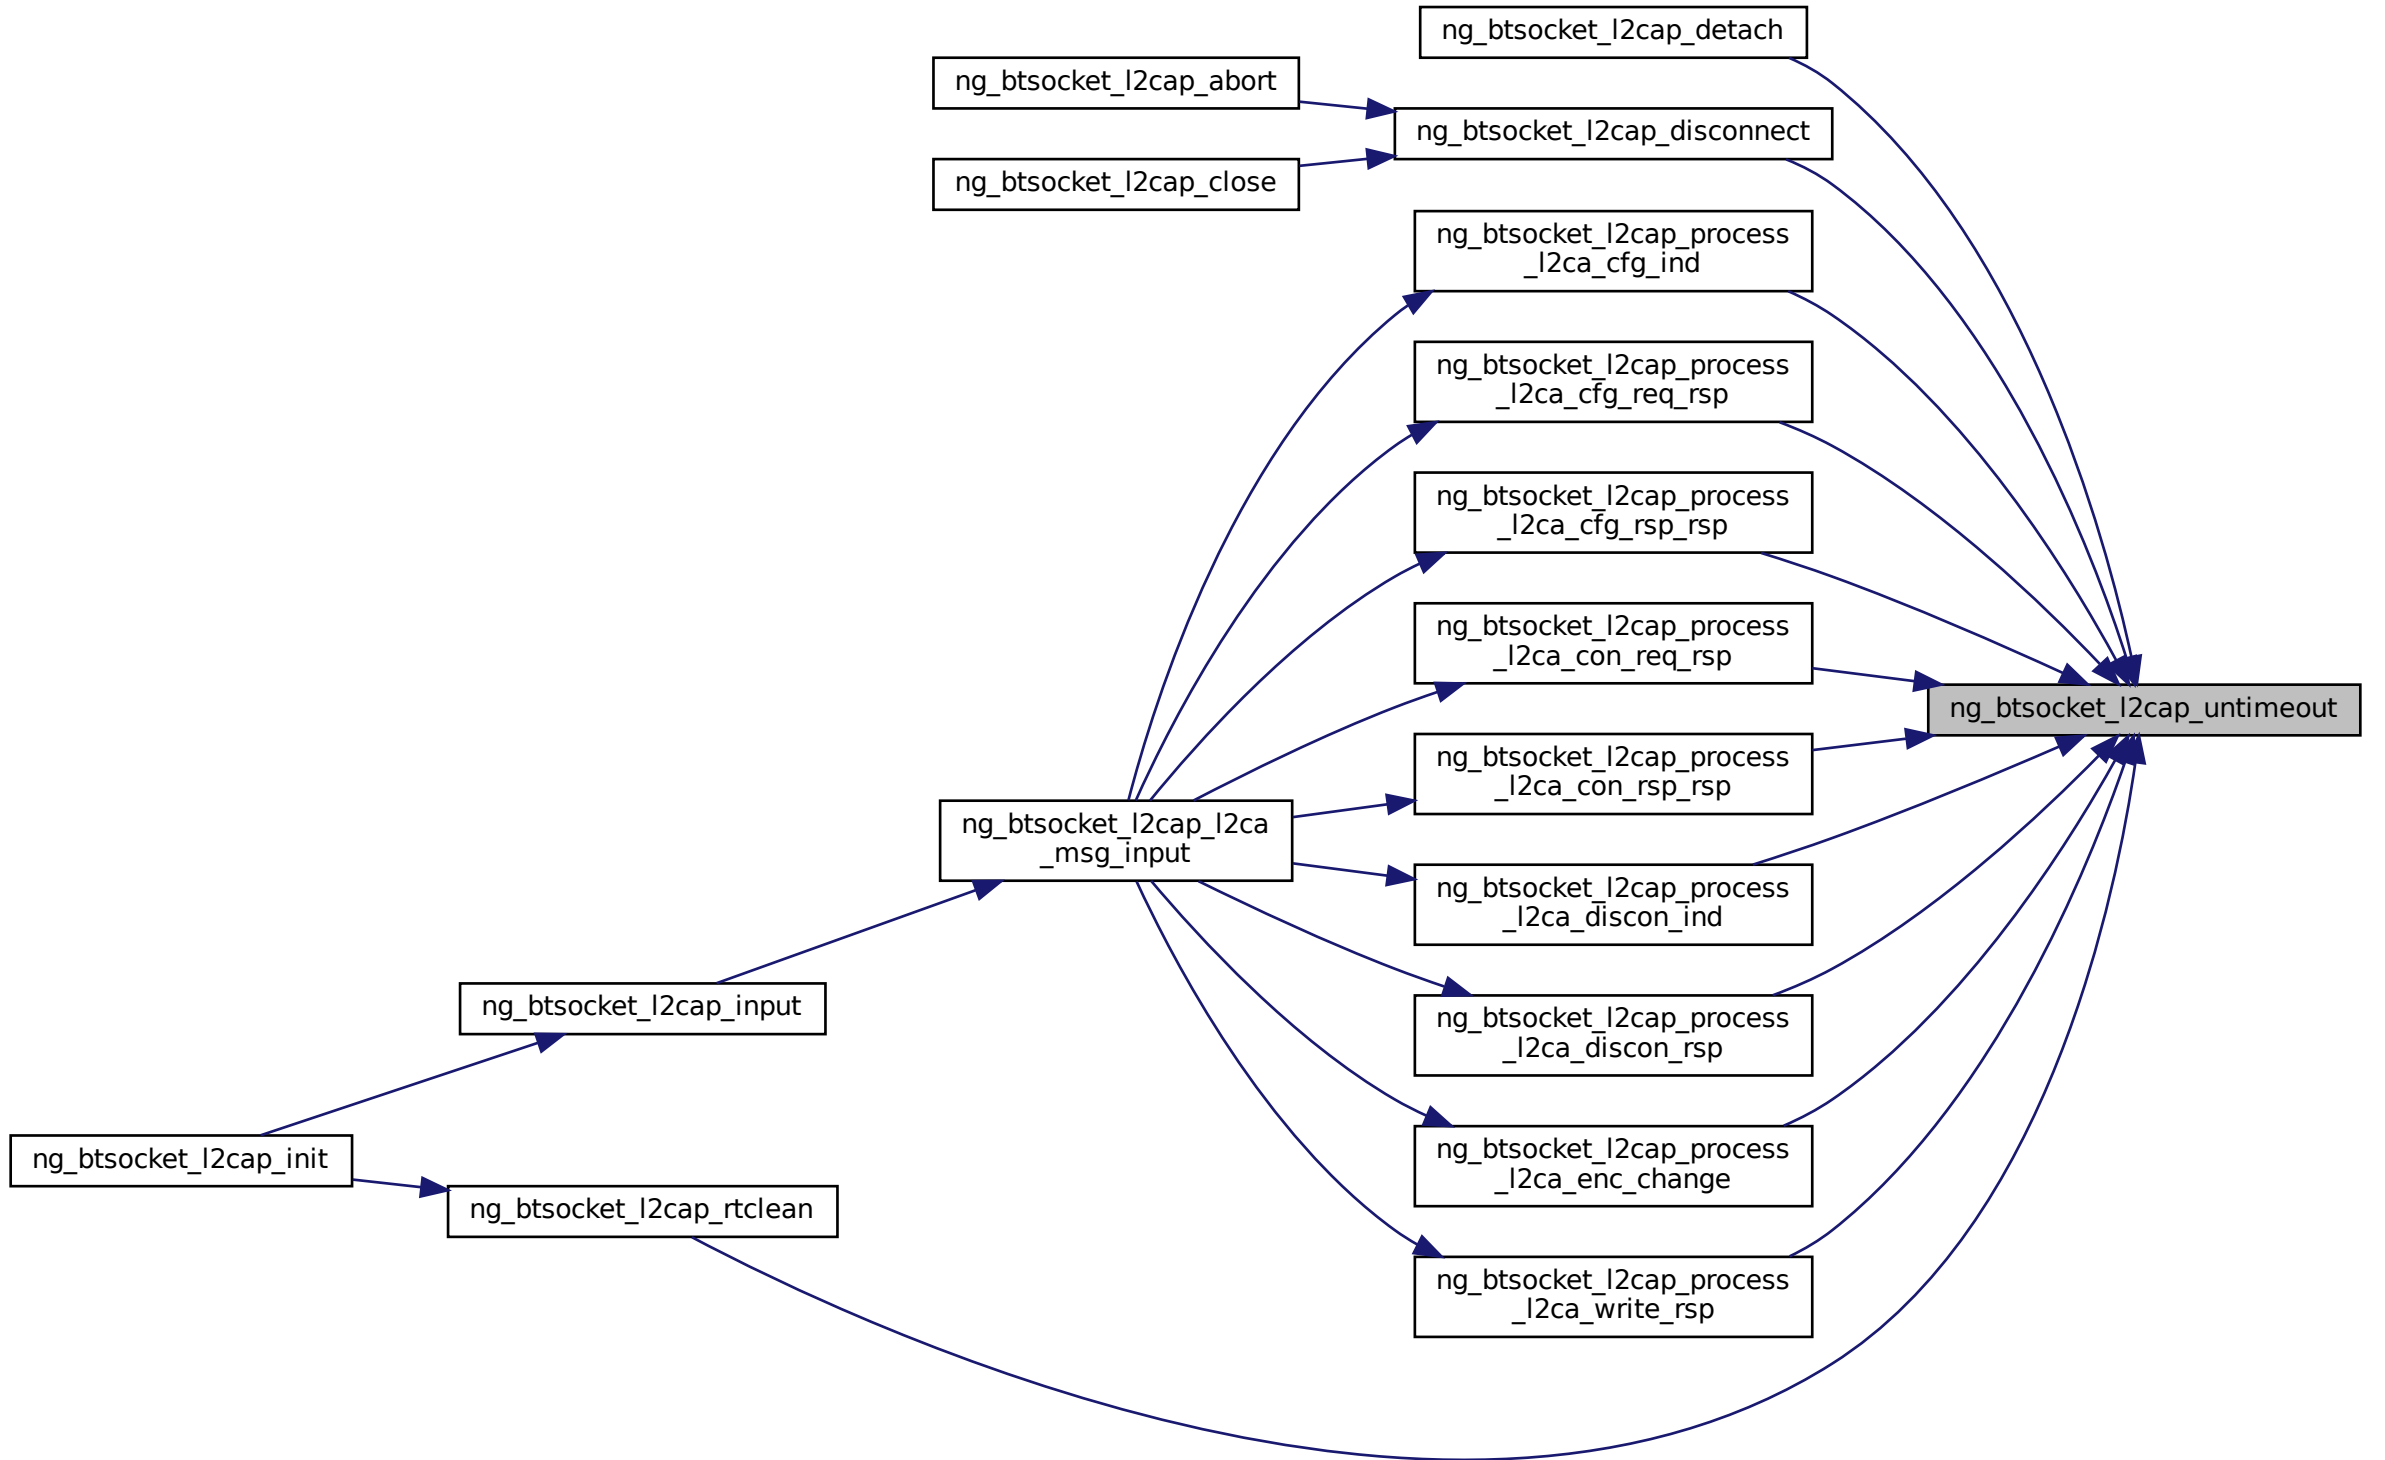 ng_btsocket_l2cap_detach
ng_btsocket_l2cap_abort
ng_btsocket_l2cap_disconnect
ng_btsocket_l2cap_close
ng_btsocket_l2cap_process
_l2ca_cfg_ind
ng_btsocket_l2cap_process
_l2ca_cfg_req_rsp
ng_btsocket_l2cap_process
_l2ca_cfg_rsp_rsp
ng_btsocket_l2cap_process
_l2ca_con_req_rsp
ng_btsocket_l2cap_untimeout
ng_btsocket_l2cap_process
_l2ca_con_rsp_rsp
ng_btsocket_l2cap_l2ca
_msg_input
ng_btsocket_l2cap_process
_l2ca_discon_ind
ng_btsocket_l2cap_input
ng_btsocket_l2cap_process
_l2ca_discon_rsp
ng_btsocket_l2cap_init
ng_btsocket_l2cap_process
_l2ca_enc_change
ng_btsocket_l2cap_rtclean
ng_btsocket_l2cap_process
_l2ca_write_rsp